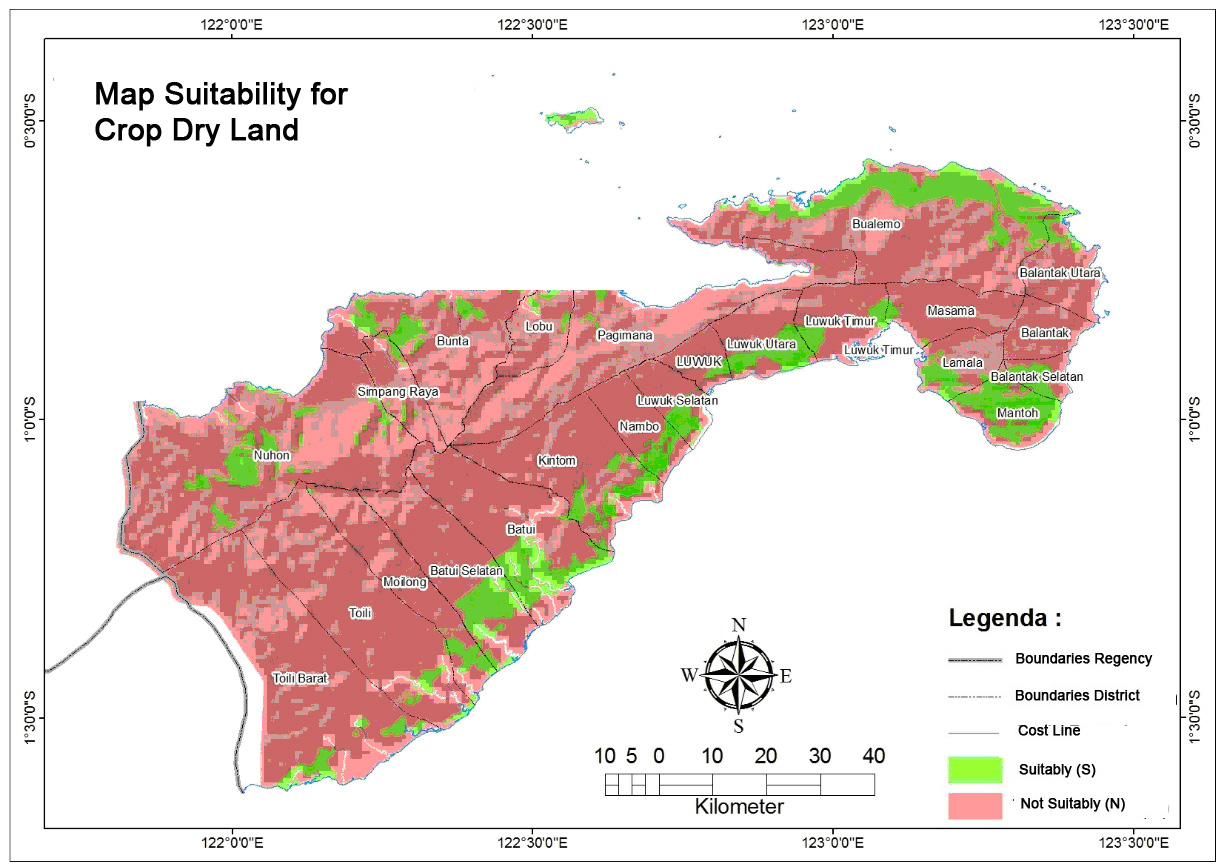 122°0'0"E 122°30'0"E 123°0'0"E 123°30'0"E
Map Suitability for
Crop Dry Land
0°30'0"S 0°30'0"S
Bualemo
Balantak Utara
Masama
Lobu
Luwuk Timur
Pagimana
Balantak
Bunta
Luwuk Utara
Luwuk Timur
LUWUK
Lamala
Balantak Selatan
Simpang Raya
Luwuk Selatan
1°0'0"S 1°0'0"S
Mantoh
Nambo
Nuhon
Kintom
Batui
Batui Selatan
Moilong
Toili
Toili Barat
1°30'0"S 1°30'0"S
N
W E
S
10 5 0 10 20 30 40
Kilometer
Legenda :
Boundaries Regency
Boundaries District
Cost Line
Suitably (S)
Not Suitably (N)
122°0'0"E 122°30'0"E 123°0'0"E 123°30'0"E